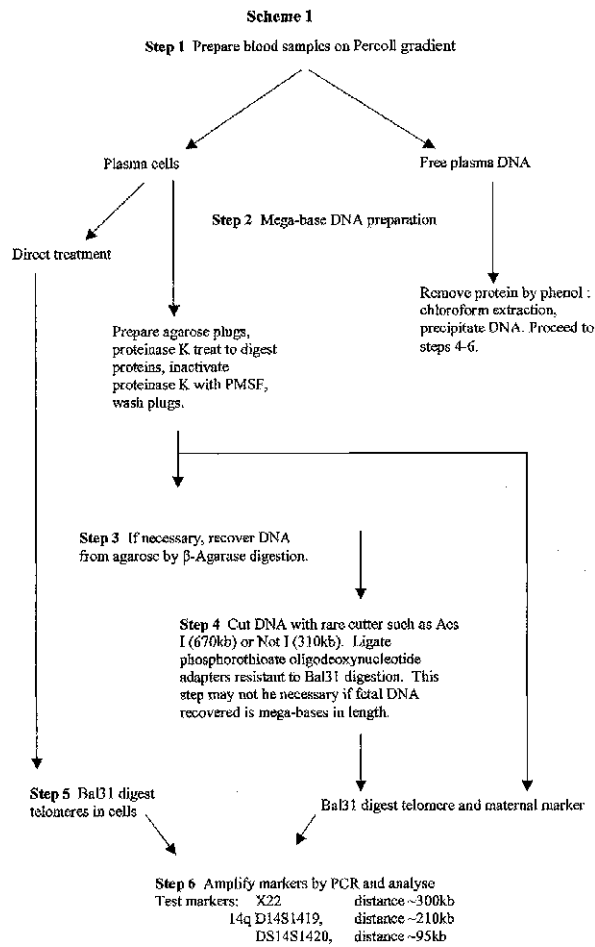 Scheme 1
Step 1 Prepare blood samples on Percoll gradient
Plasma cells
Free plasma DNA
Step 2 Mega-base DNA preparation
Direct treatment
Remove protein by phenol :
chloroform extraction,
precipitate DNA. Proceed to
steps 4-6.
Prepare agarose plugs,
proteinase K treat to digest
proteins, inactivate
proteinase K with PMSF,
wash plugs.
Step 3 If necessary, recover DNA
from agarose by β-Agarase digestion.
Step 4 Cut DNA with rare cutter such as Acs
I (670kb) or Not I (310kb). Ligate
phosphorothioate oligodeoxynucleotide
adapters resistant to Bal31 digestion. This
step may not be necessary if fetal DNA
recovered is mega-bases in length.
Step 5 Bal31 digest
telomeres in cells
Bal31 digest telomere and maternal marker
Step 6 Amplify markers by PCR and analyse
Test markers: X22 distance ~300kb
14q D14S1419, distance ~210kb
DS14S1420, distance ~95kb